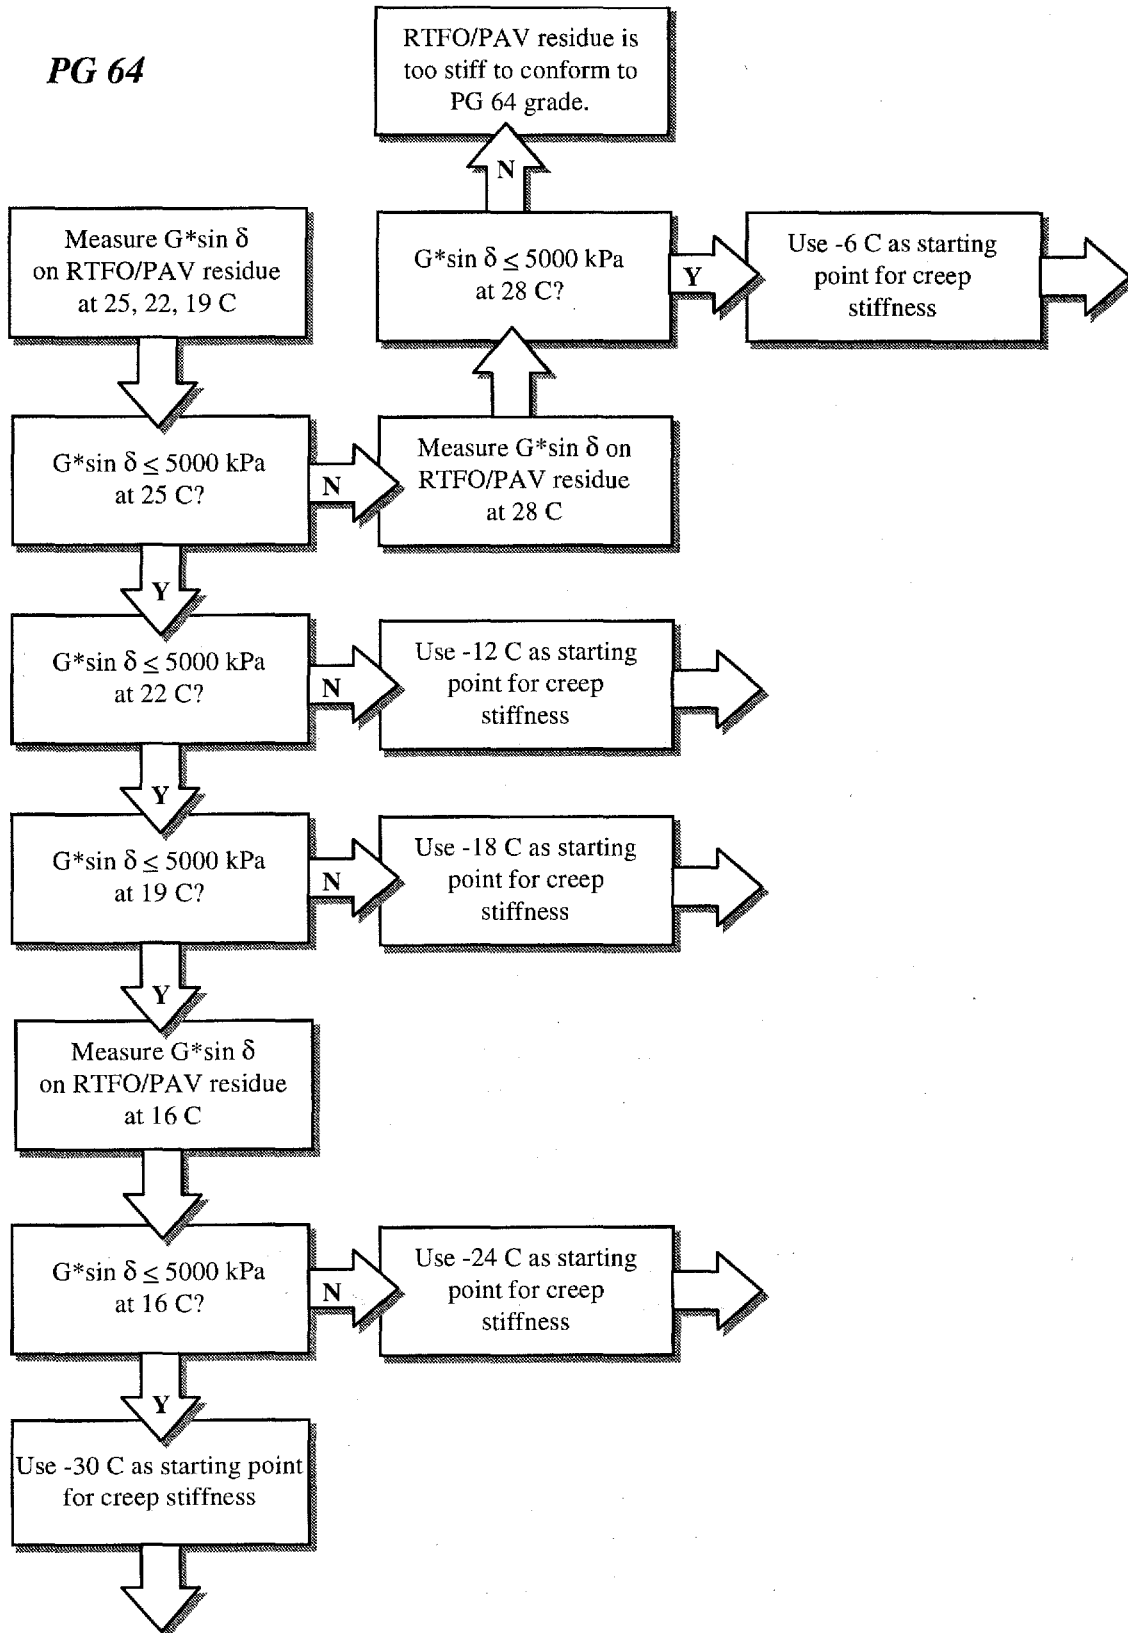 PG 64
RTFO/PAV residue is
too stiff to conform to
PG 64 grade.
N
Measure G*sin δ
on RTFO/PAV residue
at 25, 22, 19 C
G*sin δ ≤ 5000 kPa
at 28 C?
Y
Use -6 C as starting
point for creep
stiffness
G*sin δ ≤ 5000 kPa
at 25 C?
N
Measure G*sin δ on
RTFO/PAV residue
at 28 C
Y
G*sin δ ≤ 5000 kPa
at 22 C?
N
Use -12 C as starting
point for creep
stiffness
Y
G*sin δ ≤ 5000 kPa
at 19 C?
N
Use -18 C as starting
point for creep
stiffness
Y
Measure G*sin δ
on RTFO/PAV residue
at 16 C
G*sin δ ≤ 5000 kPa
at 16 C?
N
Use -24 C as starting
point for creep
stiffness
Y
Use -30 C as starting point
for creep stiffness